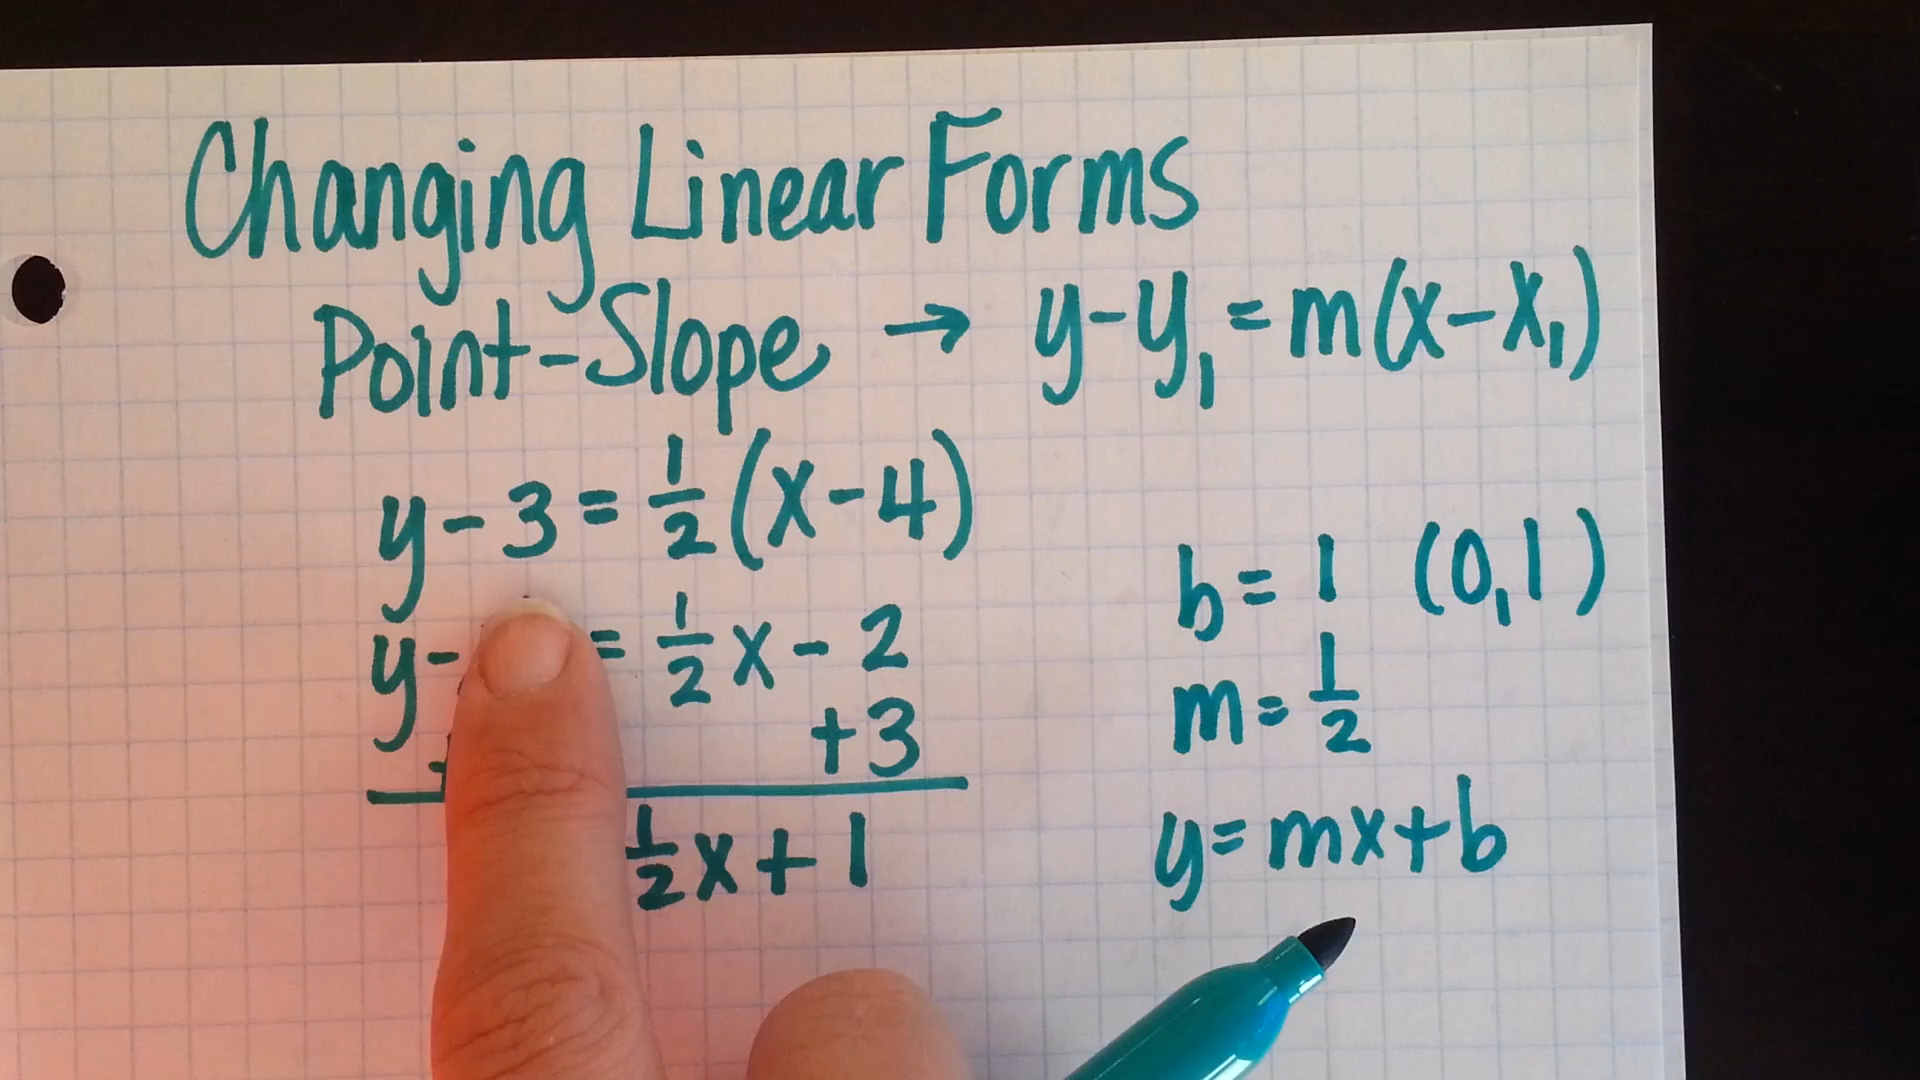 Changing Linear Forms
Point-Slope → y-y₁ = m(x-x₁)
y - 3 = 1/2(x-4)
y- = 1/2x - 2
+3
1/2x + 1
b = 1 (0,1)
m = 1/2
y = mx+b